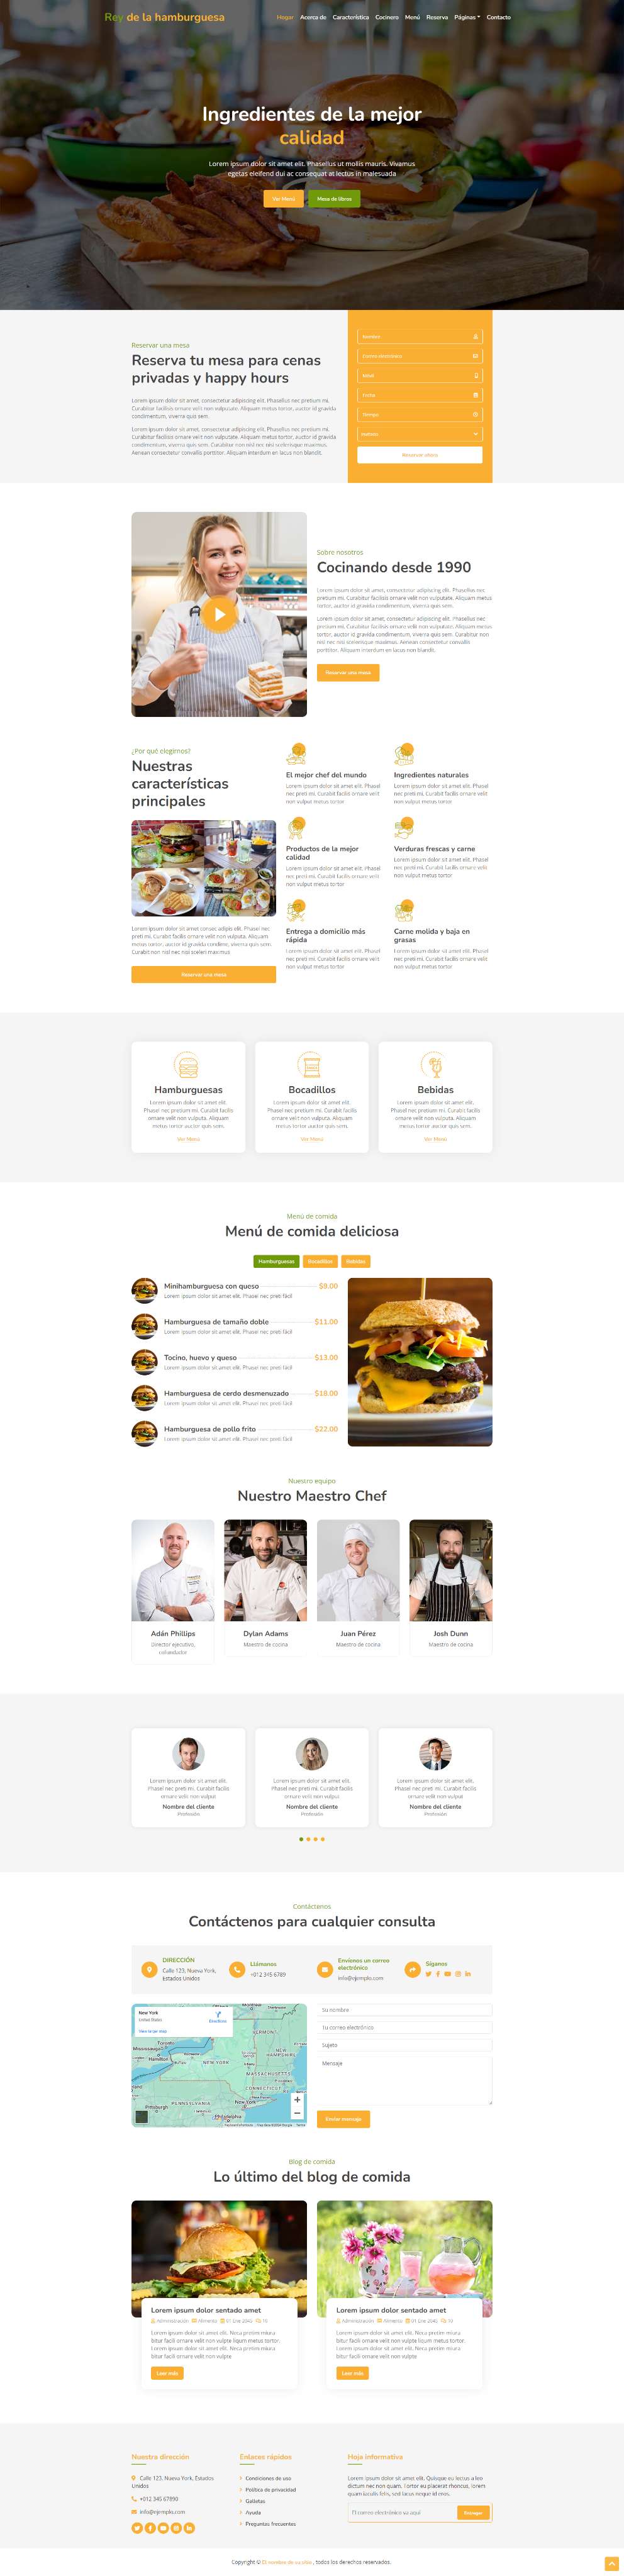 Rey de la hamburguesa
Hogar Acerca de Característica Cocinero Menú Reserva Páginas Contacto
Ingredientes de la mejor
calidad
Lorem ipsum dolor sit amet elit. Phasellus ut mollis mauris. Vivamus
egetas eleifend dui ac consequat at lectus in malesuada
Ver Menú
Mesa de libros
Reservar una mesa
Reserva tu mesa para cenas
privadas y happy hours
Lorem ipsum dolor sit amet, consectetur adipiscing elit. Phasellus nec pretium mi.
Curabitur facilisis ornare velit non vulputate. Aliquam metus tortor, auctor id gravida
condimentum, viverra quis sem.
Lorem ipsum dolor sit amet, consectetur adipiscing elit. Phasellus nec pretium mi.
Curabitur facilisis ornare velit non vulputate. Aliquam metus tortor, auctor id gravida
condimentum, viverra quis sem. Curabitur non nisl nec nisi scelerisque maximus.
Aenean consectetur convallis porttitor. Aliquam interdum at lacus non blandit.
Nombre
Correo electrónico
Móvil
Fecha
Tiempo
Sobre nosotros
Cocinando desde 1990
Lorem ipsum dolor sit amet, consectetur adipiscing elit. Phasellus nec
pretium mi. Curabitur facilisis ornare velit non vulputate. Aliquam metus
tortor, auctor id gravida condimentum, viverra quis sem.
Lorem ipsum dolor sit amet, consectetur adipiscing elit. Phasellus nec
pretium mi. Curabitur facilisis ornare velit non vulputate. Aliquam metus
tortor, auctor id gravida condimentum, viverra quis sem. Curabitur non
nisl nec nisi scelerisque maximus. Aenean consectetur convallis
porttitor. Aliquam interdum at lacus non blandit.
Reservar una mesa
¿Por qué elegirnos?
Nuestras
características
principales
Lorem ipsum dolor sit amet consec adipis elit. Phasel nec
preti mi. Curabit facilis ornare velit non vulputa. Aliquam
metus tortor, auctor id gravida condime, viverra quis sem.
Curabit non nisl nec nisi sceleri maximus
Reservar una mesa
El mejor chef del mundo
Lorem ipsum dolor sit amet elit. Phasel
nec preti mi. Curabit facilis ornare velit
non vulput metus tortor
Ingredientes naturales
Lorem ipsum dolor sit amet elit. Phasel
nec preti mi. Curabit facilis ornare velit
non vulput metus tortor
Productos de la mejor
calidad
Lorem ipsum dolor sit amet elit. Phasel
nec preti mi. Curabit facilis ornare velit
non vulput metus tortor
Verduras frescas y carne
Lorem ipsum dolor sit amet elit. Phasel
nec preti mi. Curabit facilis ornare velit
non vulput metus tortor
Entrega a domicilio más
rápida
Lorem ipsum dolor sit amet elit. Phasel
nec preti mi. Curabit facilis ornare velit
non vulput metus tortor
Carne molida y baja en
grasas
Lorem ipsum dolor sit amet elit. Phasel
nec preti mi. Curabit facilis ornare velit
non vulput metus tortor
Hamburguesas
Lorem ipsum dolor sit amet elit.
Phasel nec pretium mi. Curabit facilis
ornare velit non vulputa. Aliquam
metus tortor auctor quis sem.
Ver Menú
Bocadillos
Lorem ipsum dolor sit amet elit.
Phasel nec pretium mi. Curabit facilis
ornare velit non vulputa. Aliquam
metus tortor auctor quis sem.
Ver Menú
Bebidas
Lorem ipsum dolor sit amet elit.
Phasel nec pretium mi. Curabit facilis
ornare velit non vulputa. Aliquam
metus tortor auctor quis sem.
Ver Menú
Menú de comida
Menú de comida deliciosa
Hamburguesas Bocadillos Bebidas
Minihamburguesa con queso $8.00
Lorem ipsum dolor sit amet elit. Phasel nec preti fácil
Hamburguesa de tamaño doble $11.00
Lorem ipsum dolor sit amet elit. Phasel nec preti fácil
Tocino, huevo y queso $13.00
Lorem ipsum dolor sit amet elit. Phasel nec preti fácil
Hamburguesa de cerdo desmenuzado $18.00
Lorem ipsum dolor sit amet elit. Phasel nec preti fácil
Hamburguesa de pollo frito $22.00
Lorem ipsum dolor sit amet elit. Phasel nec preti fácil
Nuestro equipo
Nuestro Maestro Chef
Adán Phillips
Director ejecutivo,
cofundador
Dylan Adams
Maestro de cocina
Juan Pérez
Maestro de cocina
Josh Dunn
Maestro de cocina
Lorem ipsum dolor sit amet elit.
Phasel nec preti mi. Curabit facilis
ornare velit non vulput
Nombre del cliente
Profesión
Lorem ipsum dolor sit amet elit.
Phasel nec preti mi. Curabit facilis
ornare velit non vulput
Nombre del cliente
Profesión
Lorem ipsum dolor sit amet elit.
Phasel nec preti mi. Curabit facilis
ornare velit non vulput
Nombre del cliente
Profesión
Contáctenos
Contáctenos para cualquier consulta
DIRECCIÓN
Calle 123, Nueva York,
Estados Unidos
Llámanos
+012 345 6789
Envíenos un correo
electrónico
info@ejemplo.com
Síganos
New York
United States
View larger map
VERMONT
NEW
HAMPSHIRE
Hamilton
NEW YORK
MASSACHUSETTS
CONNECTICUT
PENNSYLVANIA
Pittsburgh
Philadelphia
Su nombre
Tu correo electrónico
Sujeto
Mensaje
Enviar mensaje
Blog de comida
Lo último del blog de comida
Lorem ipsum dolor sentado amet
Administración Alimento 01 Ene 2045 10
Lorem ipsum dolor sit amet elit. Neca pretim miura
bitur facili ornare velit non vulpte liqum metus tortor.
Lorem ipsum dolor sit amet elit. Neca pretim miura
bitur facili ornare velit non vulpte
Leer más
Lorem ipsum dolor sentado amet
Administración Alimento 01 Ene 2045 10
Lorem ipsum dolor sit amet elit. Neca pretim miura
bitur facili ornare velit non vulpte liqum metus tortor.
Lorem ipsum dolor sit amet elit. Neca pretim miura
bitur facili ornare velit non vulpte
Leer más
Nuestra dirección
Calle 123, Nueva York, Estados
Unidos
+012 345 67890
info@ejemplo.com
Enlaces rápidos
Condiciones de uso
Política de privacidad
Galletas
Ayuda
Preguntas frecuentes
Hoja informativa
Lorem ipsum dolor sit amet elit. Quisque eu lectus a leo
dictum nec non quam. Tortor eu placerat rhoncus, lorem
quam iaculis felis, sed lacus neque id eros.
El correo electrónico va aquí
Entregar
Copyright © El nombre de su sitio , todos los derechos reservados.